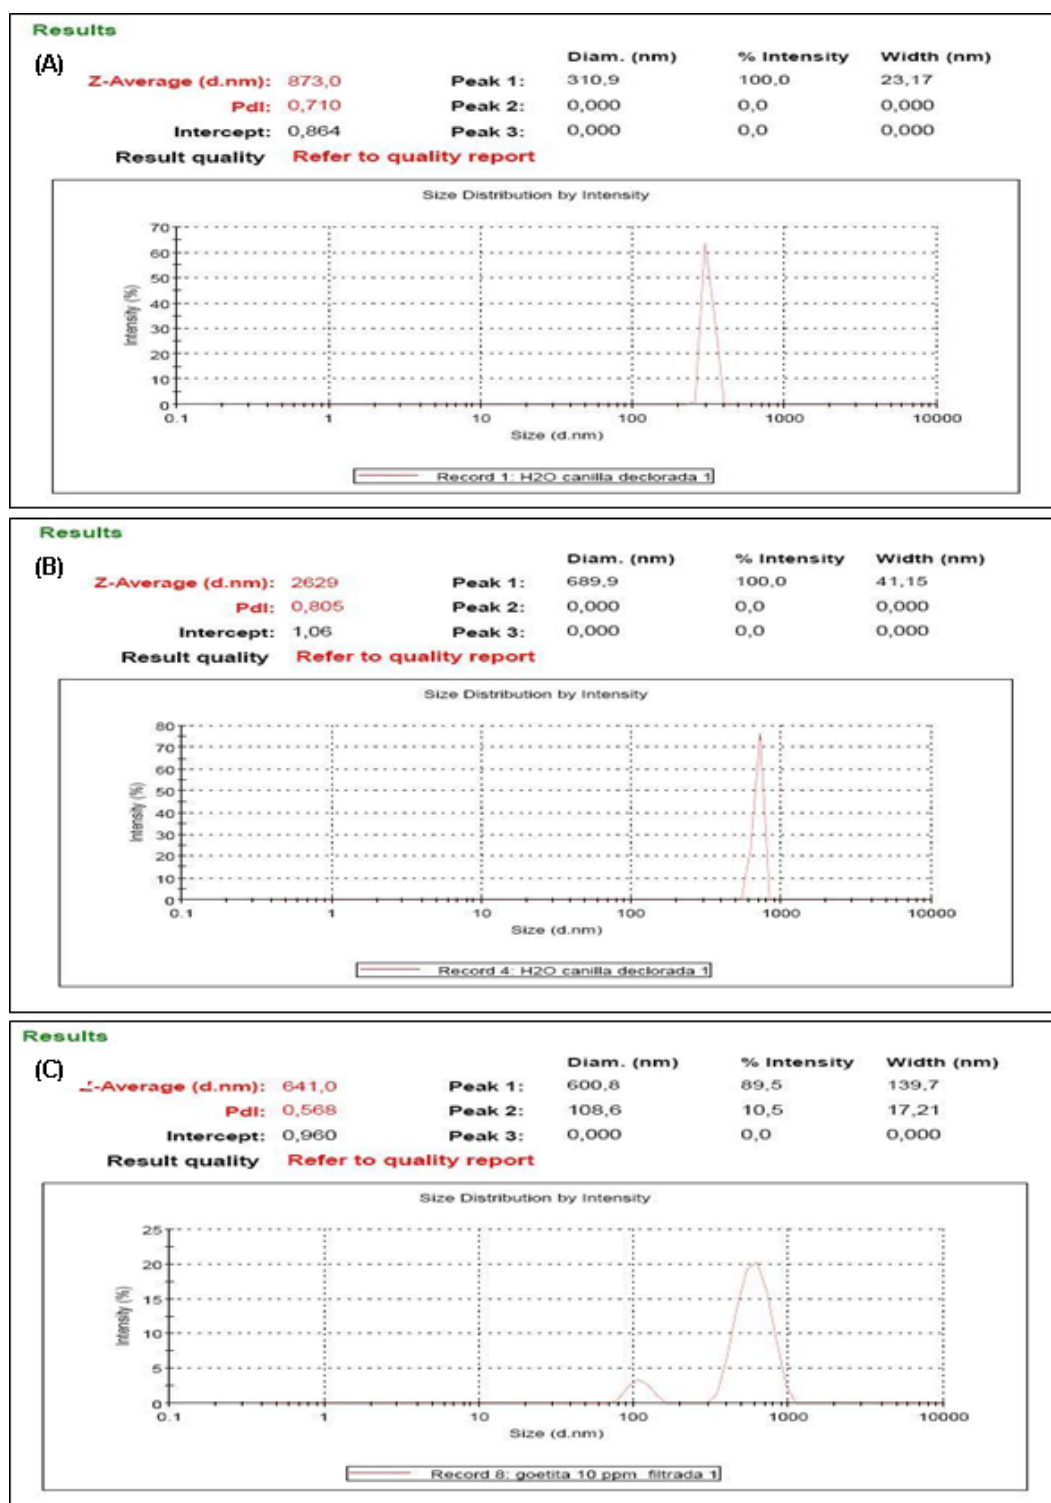 Results
(A)
Diam. (nm) % Intensity Width (nm)
Z-Average (d.nm): 873,0 Peak 1: 310,9 100,0 23,17
PdI: 0,710 Peak 2: 0,000 0,0 0,000
Intercept: 0,864 Peak 3: 0,000 0,0 0,000
Result quality Refer to quality report
Size Distribution by Intensity
Intensity (%)
70
60
50
40
30
20
10
0
0.1 1 10 100 1000 10000
Size (d.nm)
Record 1: H2O canilla declorada 1
Results
(B)
Diam. (nm) % Intensity Width (nm)
Z-Average (d.nm): 2629 Peak 1: 689,9 100,0 41,15
PdI: 0,805 Peak 2: 0,000 0,0 0,000
Intercept: 1,06 Peak 3: 0,000 0,0 0,000
Result quality Refer to quality report
Size Distribution by Intensity
Intensity (%)
80
70
60
50
40
30
20
10
0
0.1 1 10 100 1000 10000
Size (d.nm)
Record 4: H2O canilla declorada 1
Results
(C)
Diam. (nm) % Intensity Width (nm)
Z-Average (d.nm): 641,0 Peak 1: 600,8 89,5 139,7
PdI: 0,568 Peak 2: 108,6 10,5 17,21
Intercept: 0,960 Peak 3: 0,000 0,0 0,000
Result quality Refer to quality report
Size Distribution by Intensity
Intensity (%)
25
20
15
10
5
0
0.1 1 10 100 1000 10000
Size (d.nm)
Record 8: goetita 10 ppm filtrada 1